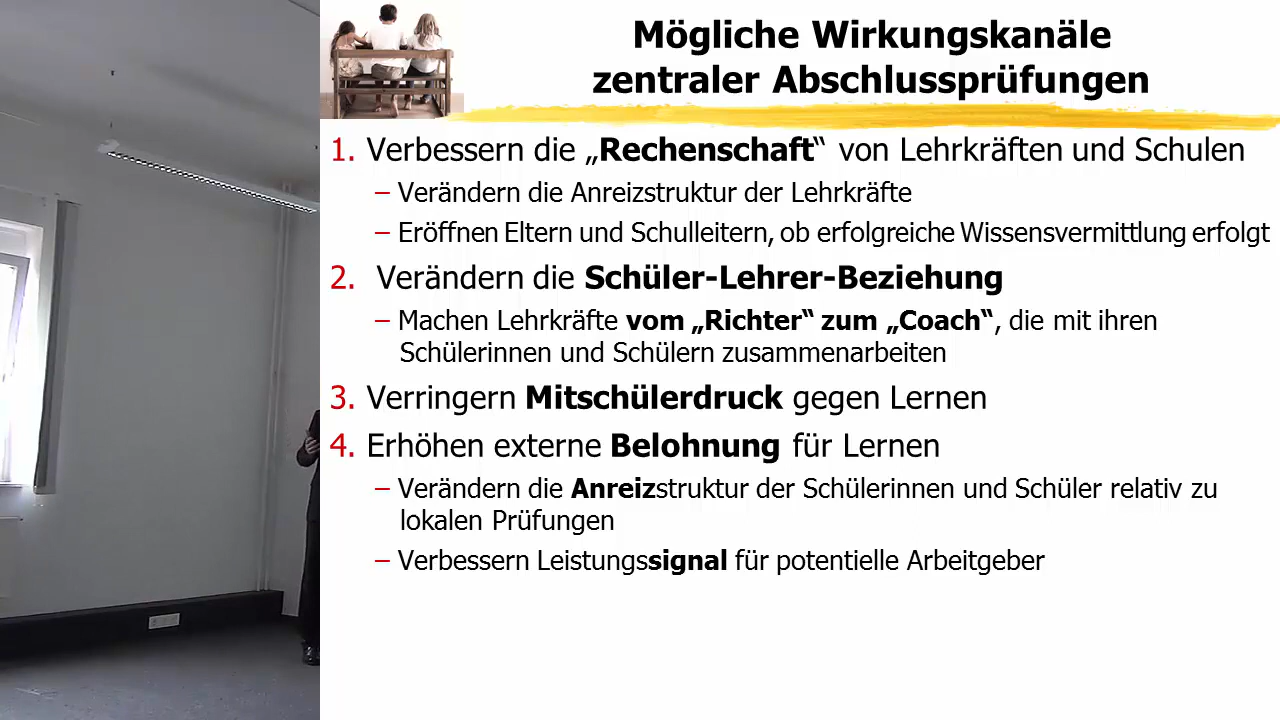 Mögliche Wirkungskanäle
zentraler Abschlussprüfungen
1. Verbessern die „Rechenschaft“ von Lehrkräften und Schulen
– Verändern die Anreizstruktur der Lehrkräfte
– Eröffnen Eltern und Schulleitern, ob erfolgreiche Wissensvermittlung erfolgt
2. Verändern die Schüler-Lehrer-Beziehung
– Machen Lehrkräfte vom „Richter“ zum „Coach“, die mit ihren
Schülerinnen und Schülern zusammenarbeiten
3. Verringern Mitschülerdruck gegen Lernen
4. Erhöhen externe Belohnung für Lernen
– Verändern die Anreizstruktur der Schülerinnen und Schüler relativ zu
lokalen Prüfungen
– Verbessern Leistungssignal für potentielle Arbeitgeber